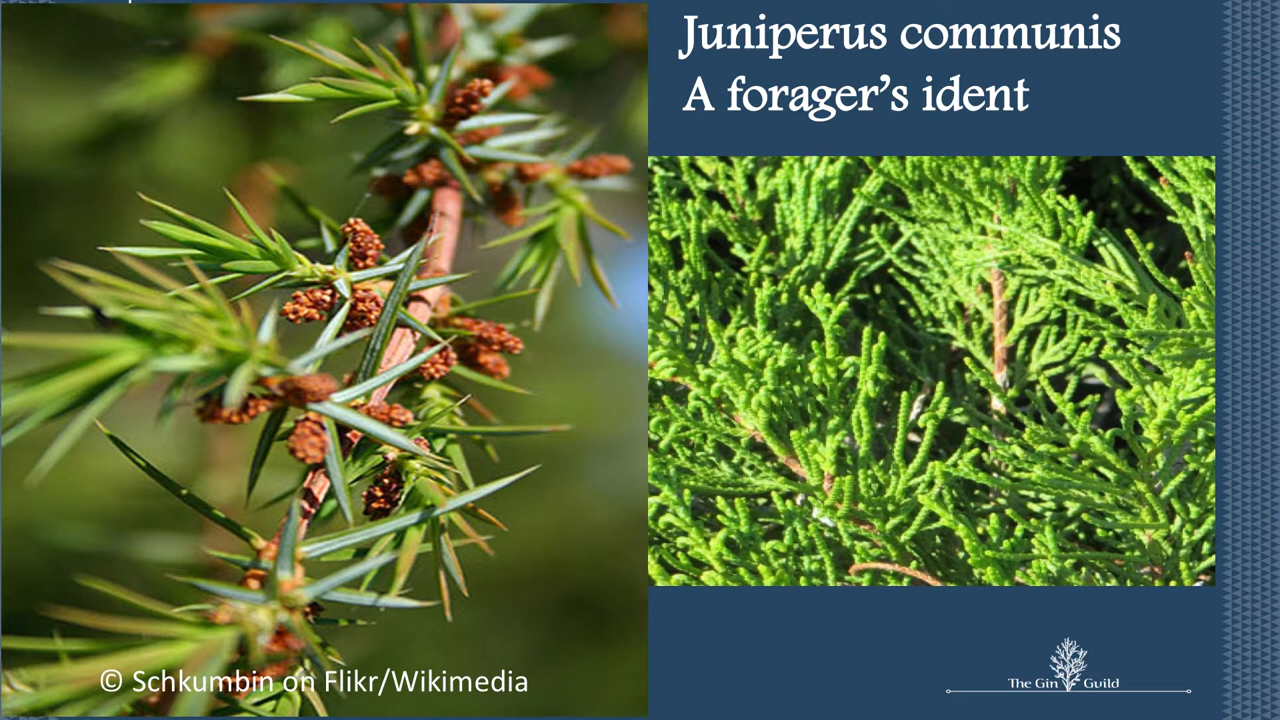 Juniperus communis
A forager's ident
© Schkumbin on Flikr/Wikimedia
The Gin Guild